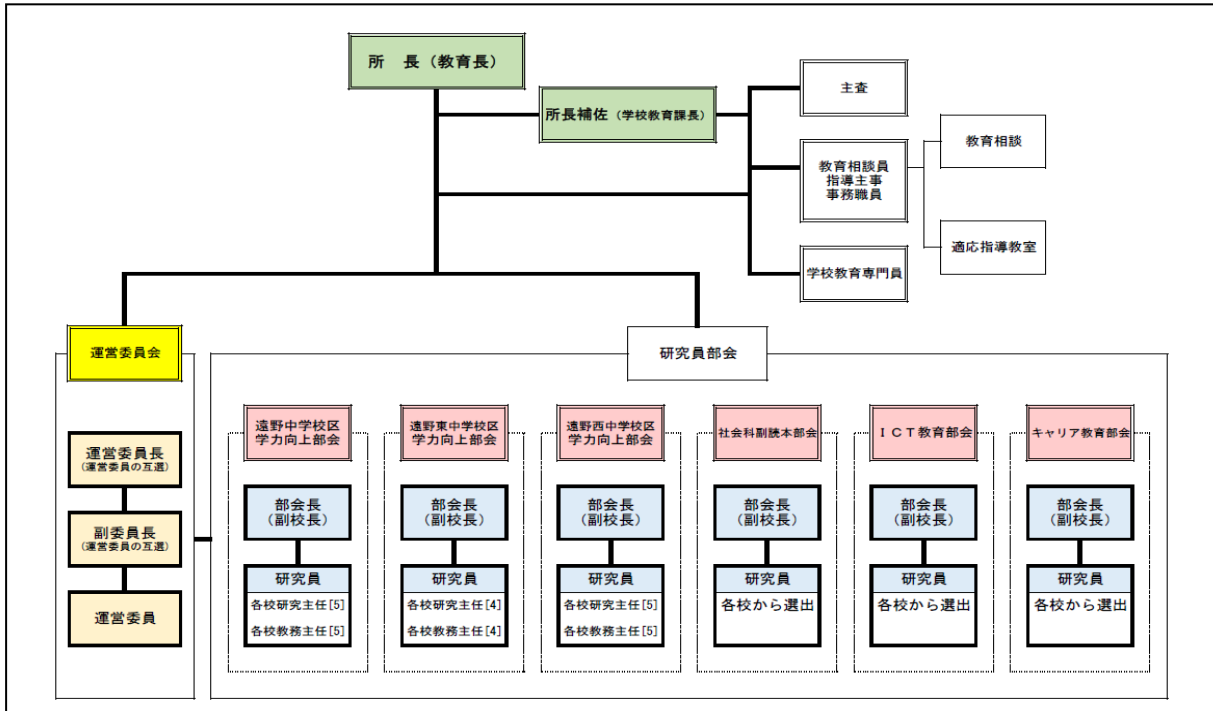 所　長（教育長）
所長補佐（学校教育課長）
主査
教育相談員
指導主事
事務職員
教育相談
適応指導教室
学校教育専門員
運営委員会
研究員部会
運営委員長
(運営委員の互選)
副委員長
(運営委員の互選)
運営委員
遠野中学校区
学力向上部会
部会長
（副校長）
研究員
各校研究主任[5]
各校教務主任[5]
遠野東中学校区
学力向上部会
部会長
（副校長）
研究員
各校研究主任[4]
各校教務主任[4]
遠野西中学校区
学力向上部会
部会長
（副校長）
研究員
各校研究主任[5]
各校教務主任[5]
社会科副読本部会
部会長
（副校長）
研究員
各校から選出
ＩＣＴ教育部会
部会長
（副校長）
研究員
各校から選出
キャリア教育部会
部会長
（副校長）
研究員
各校から選出